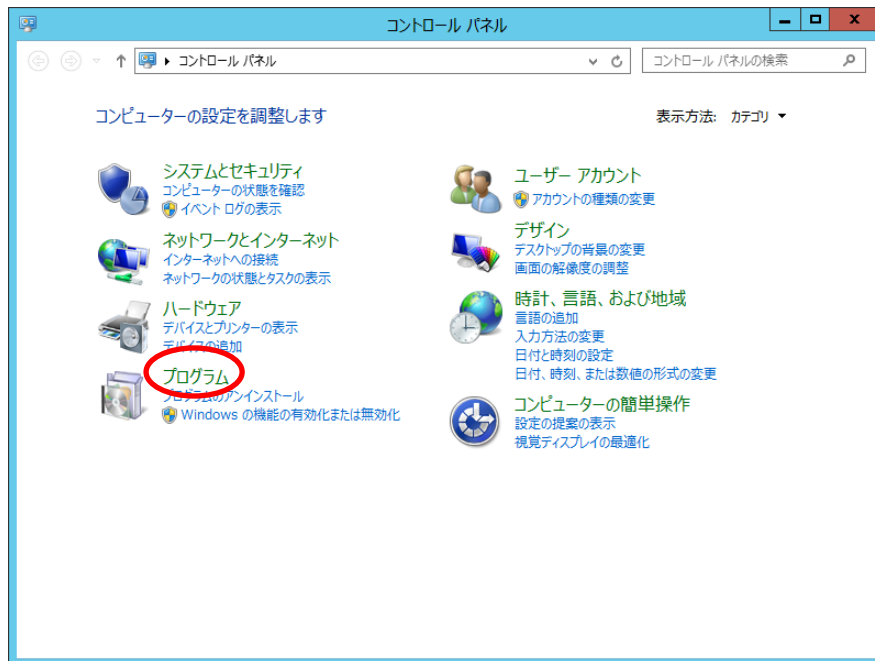 コントロール パネル
コントロール パネル
コントロール パネルの検索
コンピューターの設定を調整します
表示方法: カテゴリ
システムとセキュリティ
コンピューターの状態を確認
イベント ログの表示
ネットワークとインターネット
インターネットへの接続
ネットワークの状態とタスクの表示
ハードウェア
デバイスとプリンターの表示
デバイスの追加
プログラム
プログラムのアンインストール
Windows の機能の有効化または無効化
ユーザー アカウント
アカウントの種類の変更
デザイン
デスクトップの背景の変更
画面の解像度の調整
時計、言語、および地域
言語の追加
入力方法の変更
日付と時刻の設定
日付、時刻、または数値の形式の変更
コンピューターの簡単操作
設定の提案の表示
視覚ディスプレイの最適化